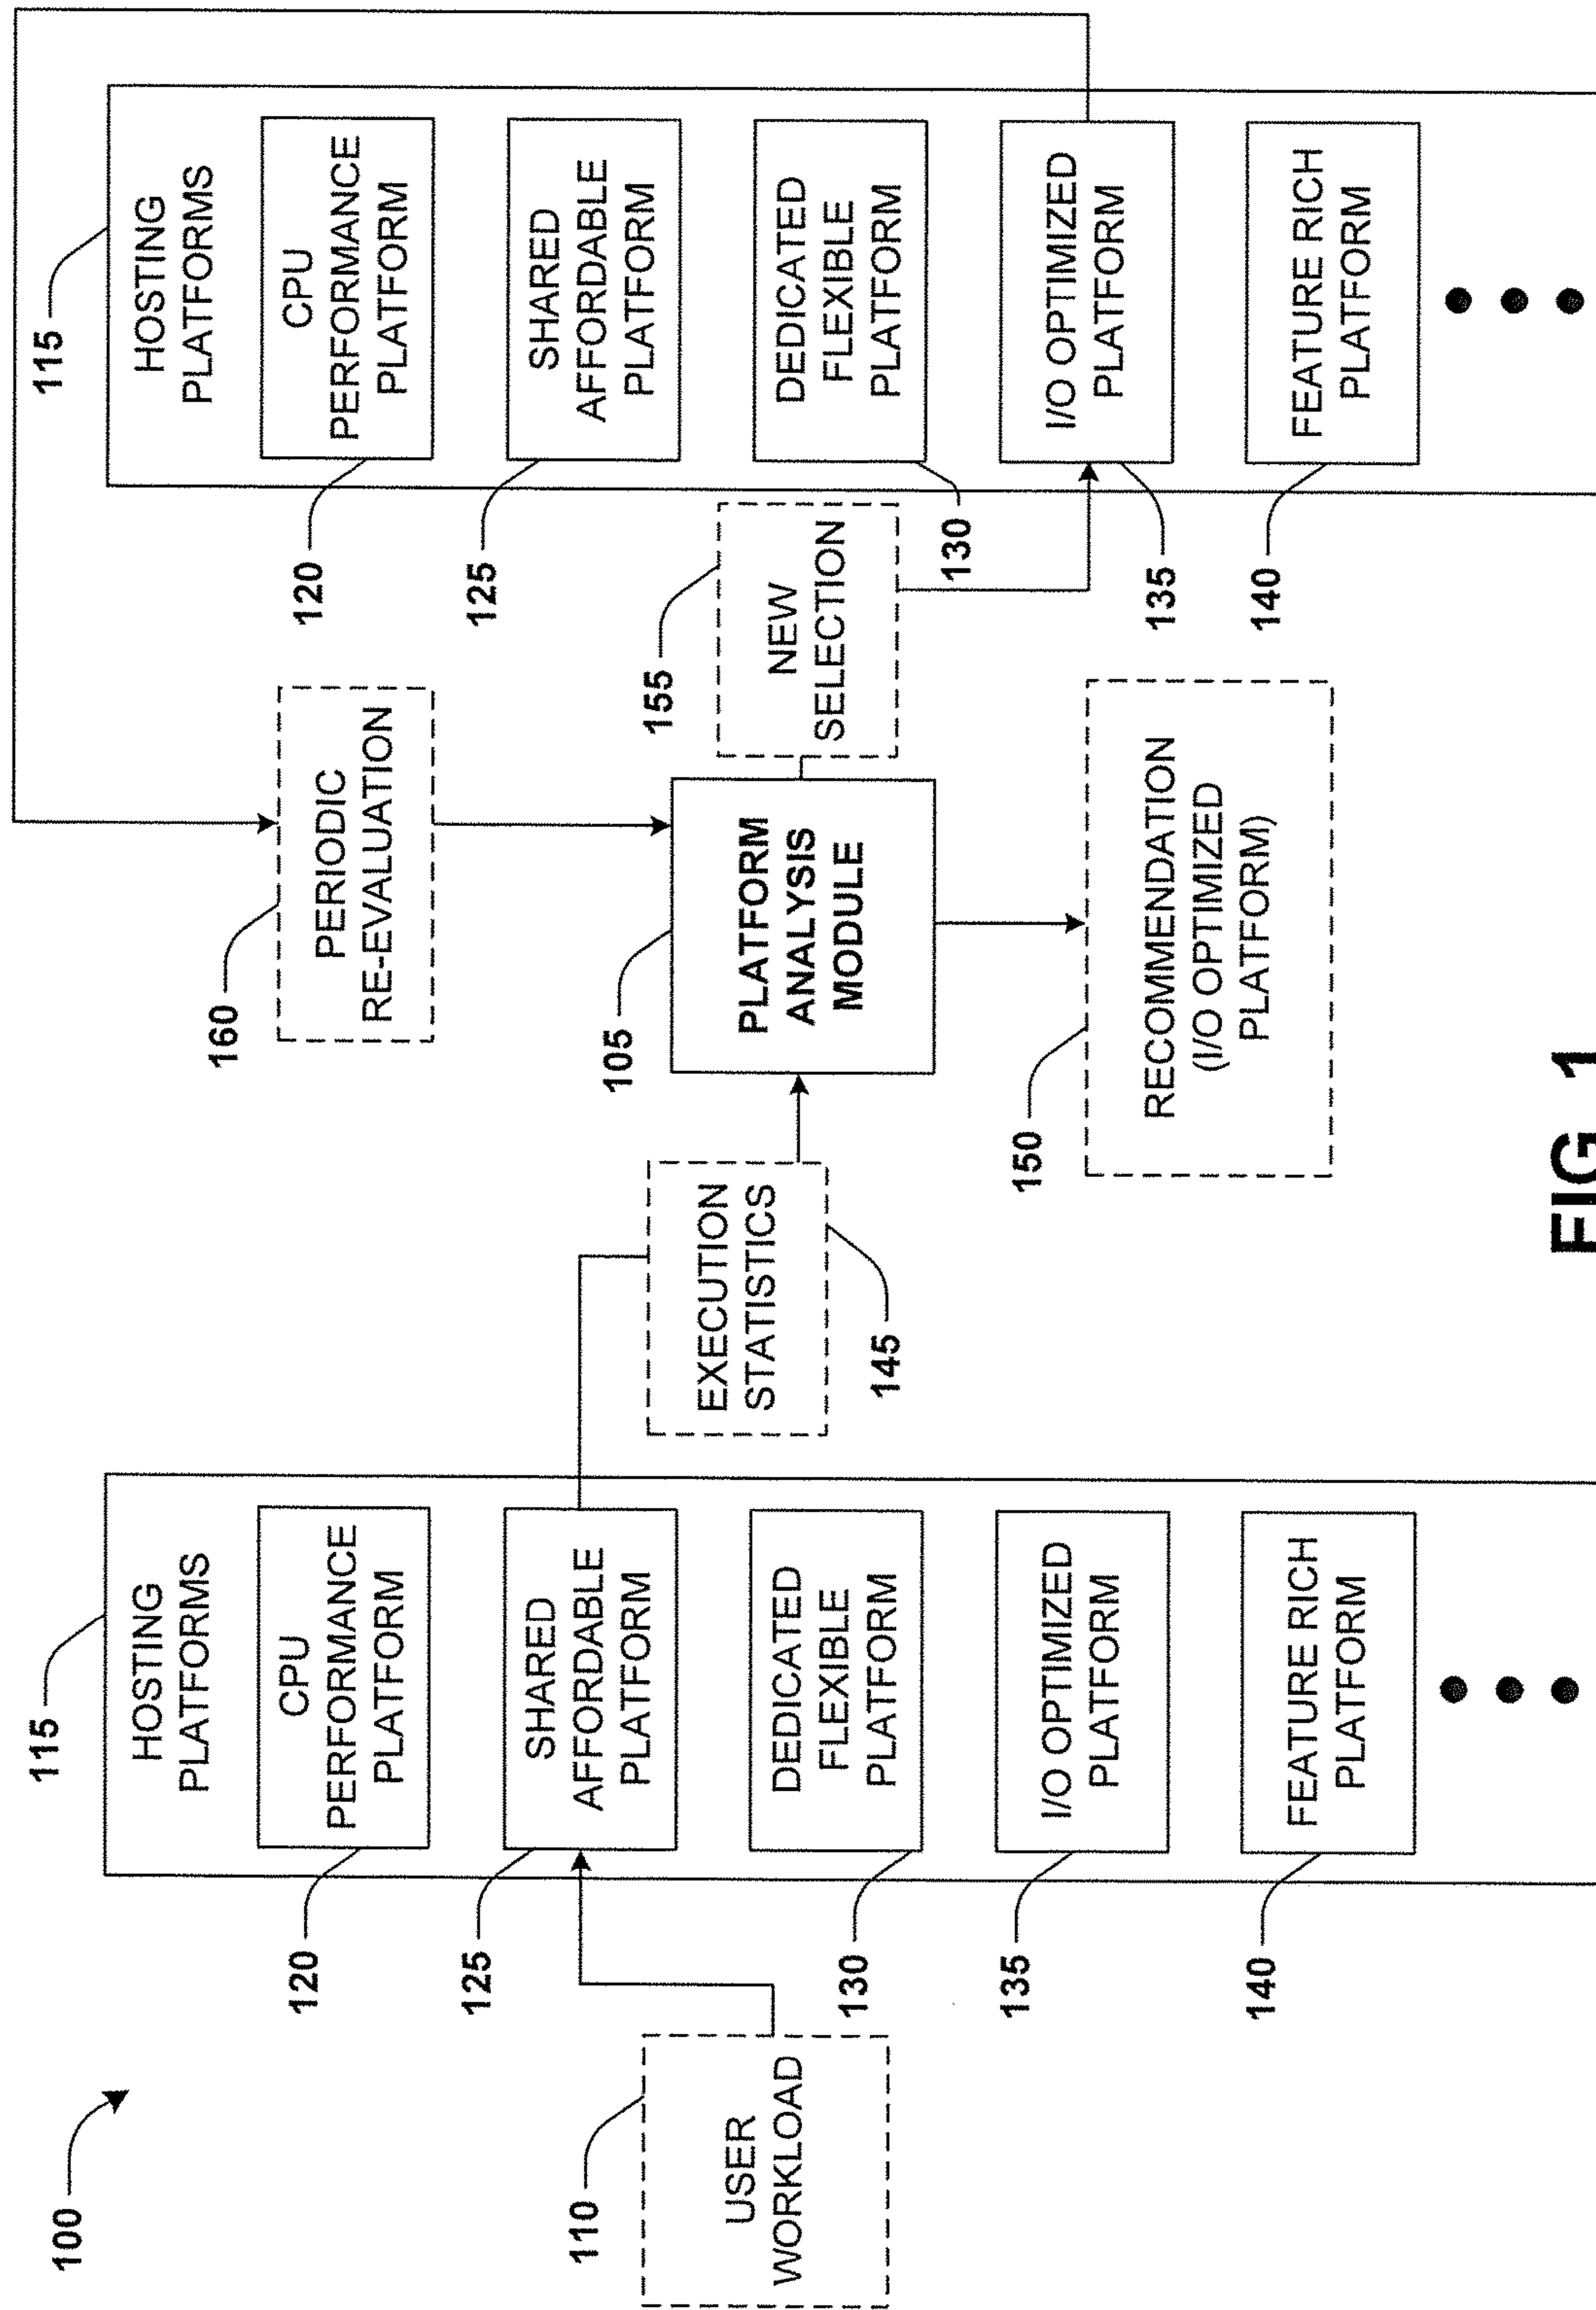 100
110
USER
WORKLOAD
115
HOSTING
PLATFORMS
120
CPU
PERFORMANCE
PLATFORM
125
SHARED
AFFORDABLE
PLATFORM
130
DEDICATED
FLEXIBLE
PLATFORM
135
I/O OPTIMIZED
PLATFORM
140
FEATURE RICH
PLATFORM
EXECUTION
STATISTICS
145
160
PERIODIC
RE-EVALUATION
105
PLATFORM
ANALYSIS
MODULE
150
RECOMMENDATION
(I/O OPTIMIZED
PLATFORM)
155
NEW
SELECTION
115
HOSTING
PLATFORMS
120
CPU
PERFORMANCE
PLATFORM
125
SHARED
AFFORDABLE
PLATFORM
130
DEDICATED
FLEXIBLE
PLATFORM
135
I/O OPTIMIZED
PLATFORM
140
FEATURE RICH
PLATFORM
FIG. 1